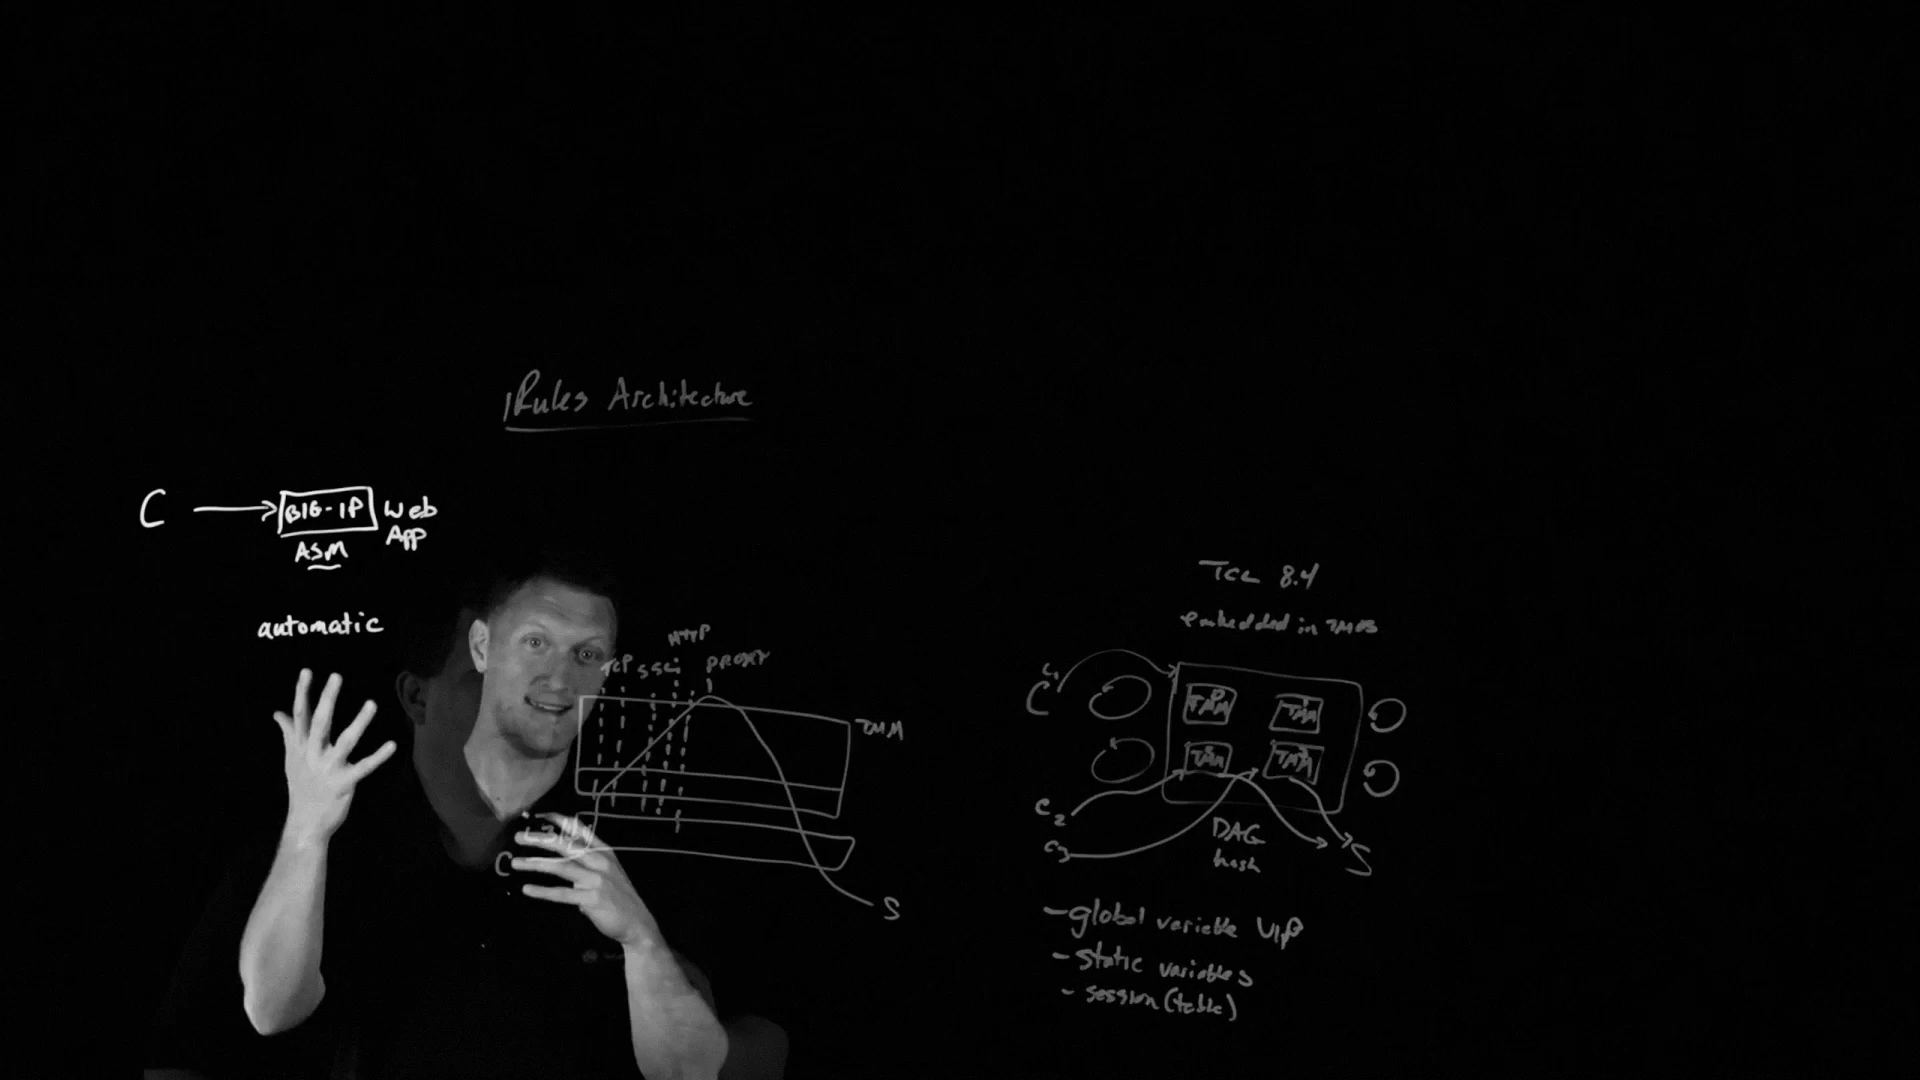 iRules Architecture
C
BIG-IP
Web
App
ASM
automatic
HTTP
TCP SSL
PROXY
TMM
C
S
TCL 8.4
embedded in TMOS
C
TMM
TMM
TMM
TMM
C2
C3
DAG
hash
S
- global variable VIP
- static variables
- session (table)